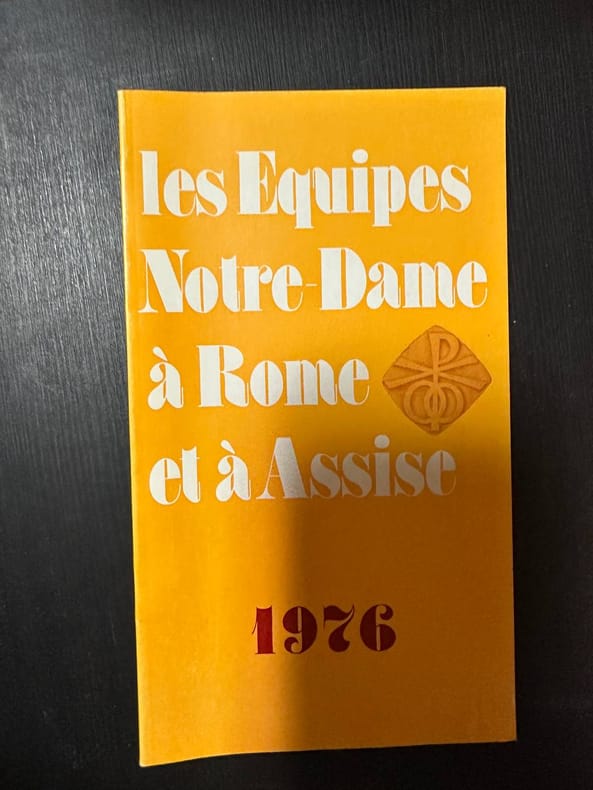 les Equipes
Notre-Dame
à Rome
et à Assise
1976